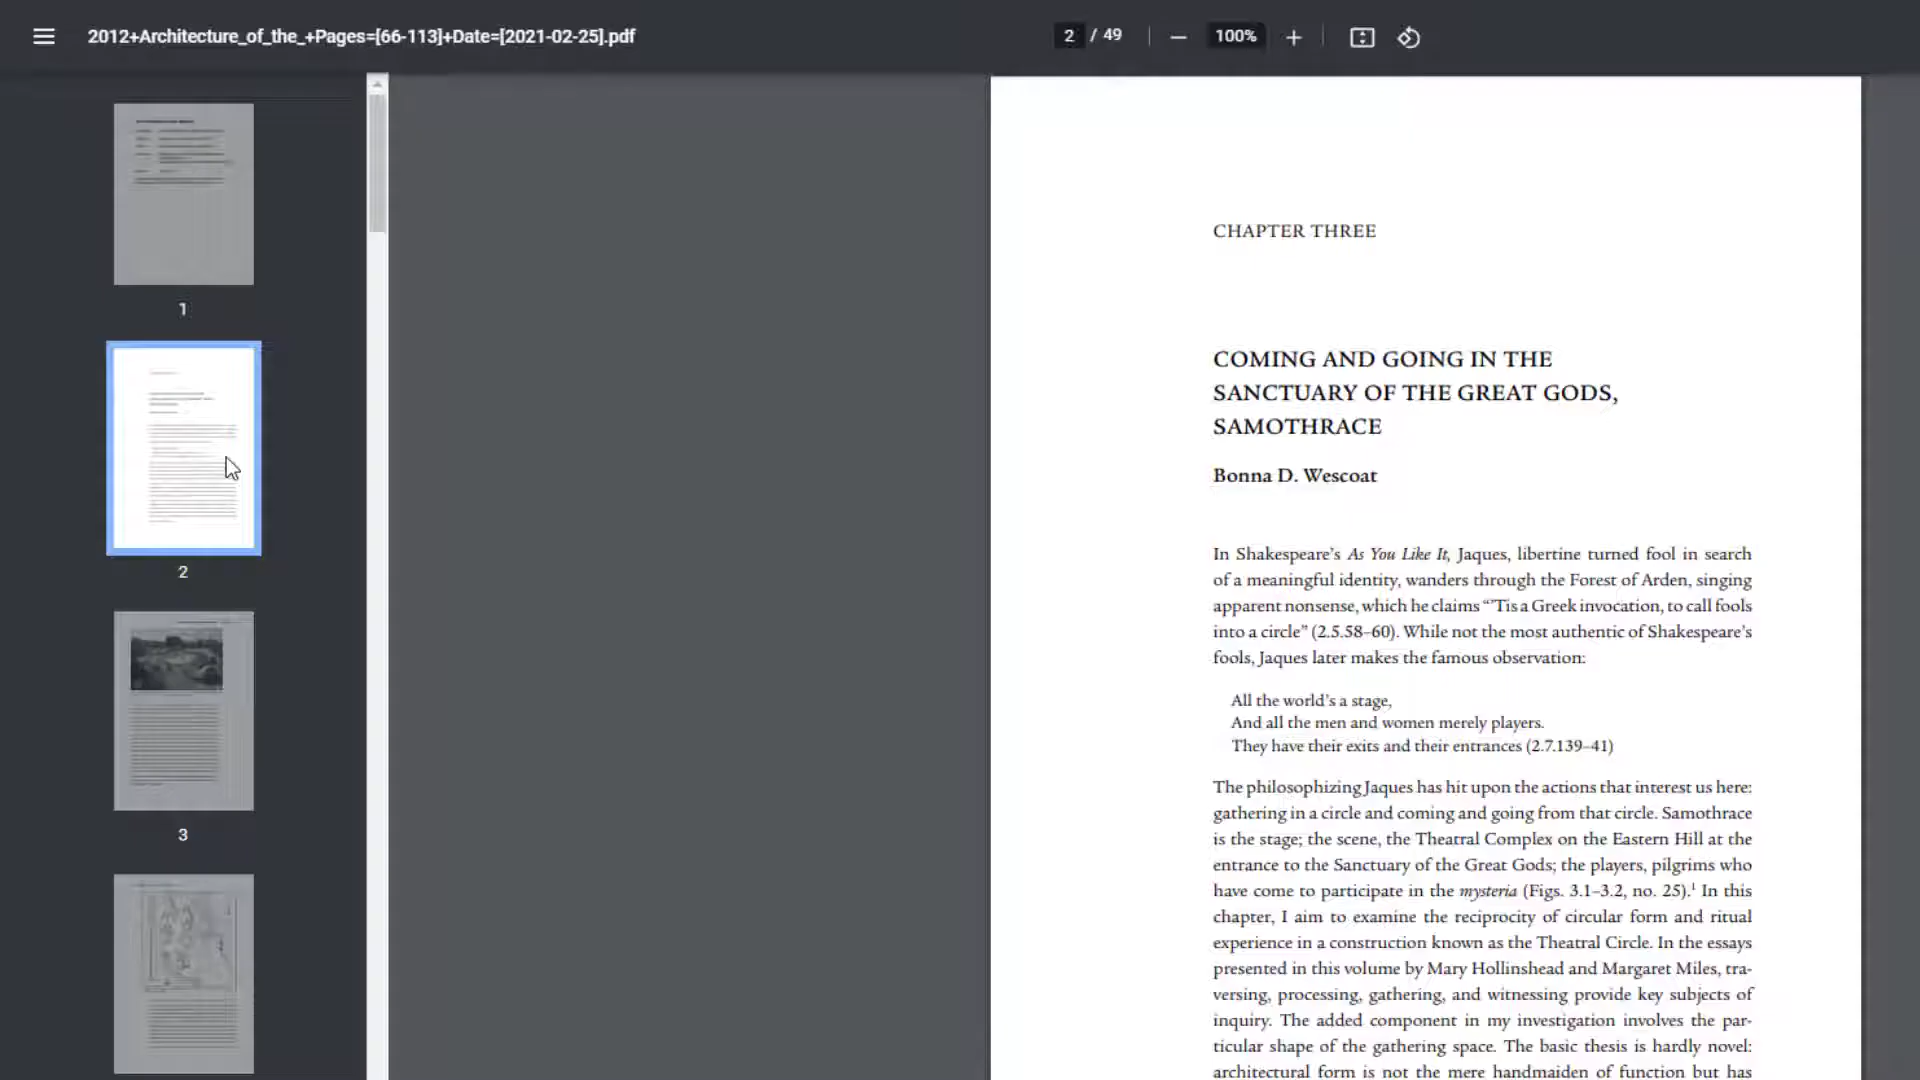 2012+Architecture_of_the_+Pages=[66-113]+Date=[2021-02-25].pdf
2 / 49
100%
1
2
3
CHAPTER THREE
COMING AND GOING IN THE
SANCTUARY OF THE GREAT GODS,
SAMOTHRACE
Bonna D. Wescoat
In Shakespeare's As You Like It, Jaques, libertine turned fool in search
of a meaningful identity, wanders through the Forest of Arden, singing
apparent nonsense, which he claims “'Tis a Greek invocation, to call fools
into a circle” (2.5.58–60). While not the most authentic of Shakespeare's
fools, Jaques later makes the famous observation:
All the world's a stage,
And all the men and women merely players.
They have their exits and their entrances (2.7.139–41)
The philosophizing Jaques has hit upon the actions that interest us here:
gathering in a circle and coming and going from that circle. Samothrace
is the stage; the scene, the Theatral Complex on the Eastern Hill at the
entrance to the Sanctuary of the Great Gods; the players, pilgrims who
have come to participate in the mysteria (Figs. 3.1–3.2, no. 25).¹ In this
chapter, I aim to examine the reciprocity of circular form and ritual
experience in a construction known as the Theatral Circle. In the essays
presented in this volume by Mary Hollinshead and Margaret Miles, tra-
versing, processing, gathering, and witnessing provide key subjects of
inquiry. The added component in my investigation involves the par-
ticular shape of the gathering space. The basic thesis is hardly novel:
architectural form is not the mere handmaiden of function but has